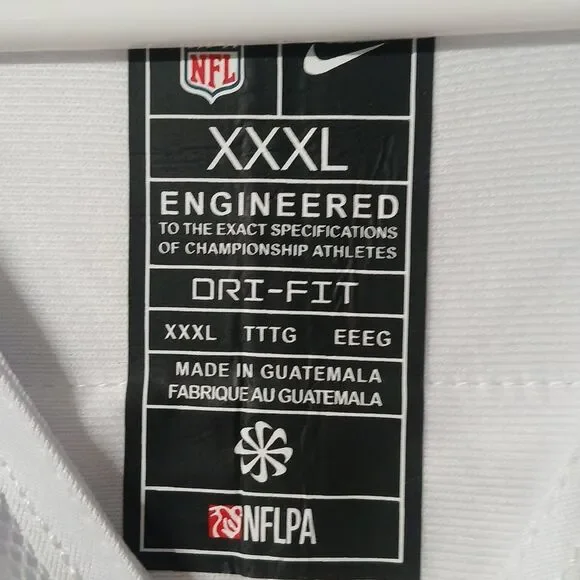 NFL
XXXL
ENGINEERED
TO THE EXACT SPECIFICATIONS
OF CHAMPIONSHIP ATHLETES
DRI-FIT
XXXL TTTG EEEG
MADE IN GUATEMALA
FABRIQUE AU GUATEMALA
NFLPA